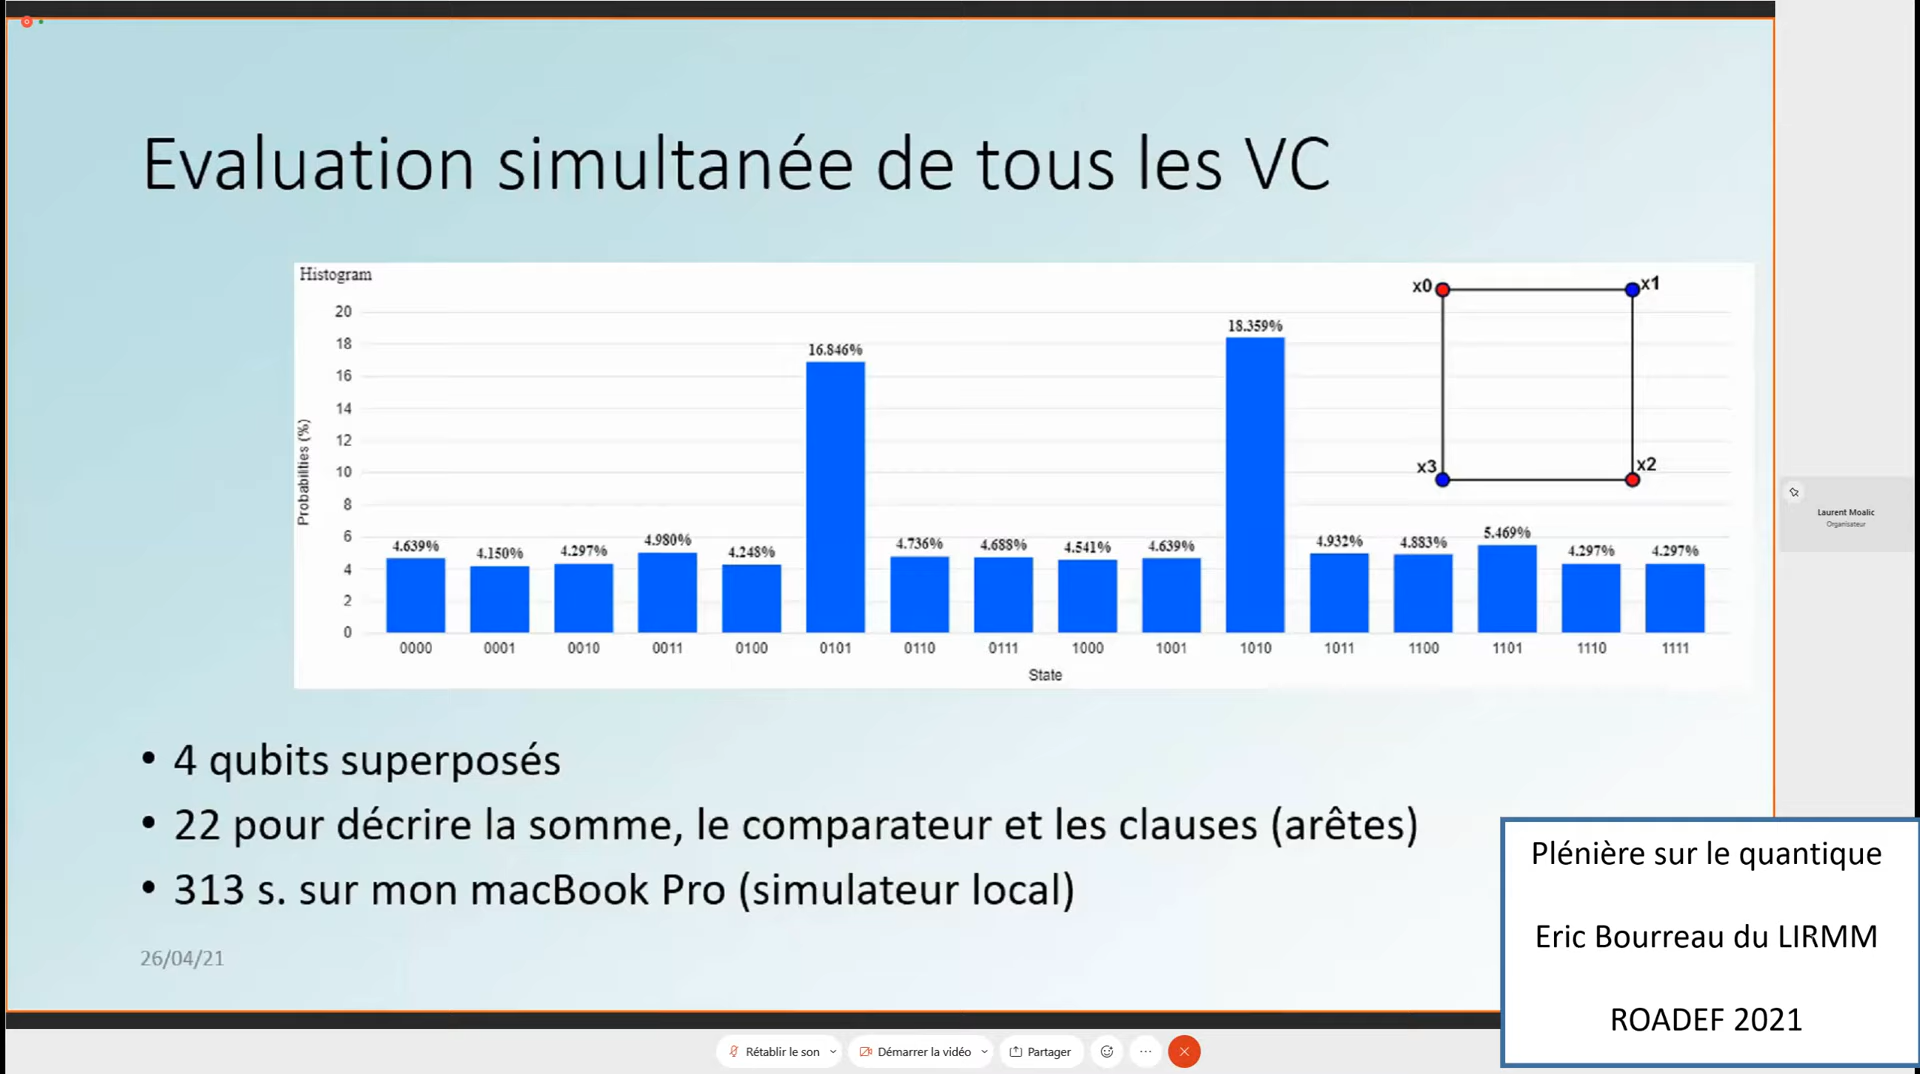 Evaluation simultanée de tous les VC
Histogram
Probabilities (%)
20
18
16
14
12
10
8
6
4
2
0
4.639%
4.150%
4.297%
4.980%
4.248%
16.846%
4.736%
4.688%
4.541%
4.639%
18.359%
4.932%
4.883%
5.469%
4.297%
4.297%
0000 0001 0010 0011 0100 0101 0110 0111 1000 1001 1010 1011 1100 1101 1110 1111
State
x0
x1
x3
x2
• 4 qubits superposés
• 22 pour décrire la somme, le comparateur et les clauses (arêtes)
• 313 s. sur mon macBook Pro (simulateur local)
26/04/21
Laurent Moalic
Organisateur
Plénière sur le quantique
Eric Bourreau du LIRMM
ROADEF 2021
Rétablir le son
Démarrer la vidéo
Partager